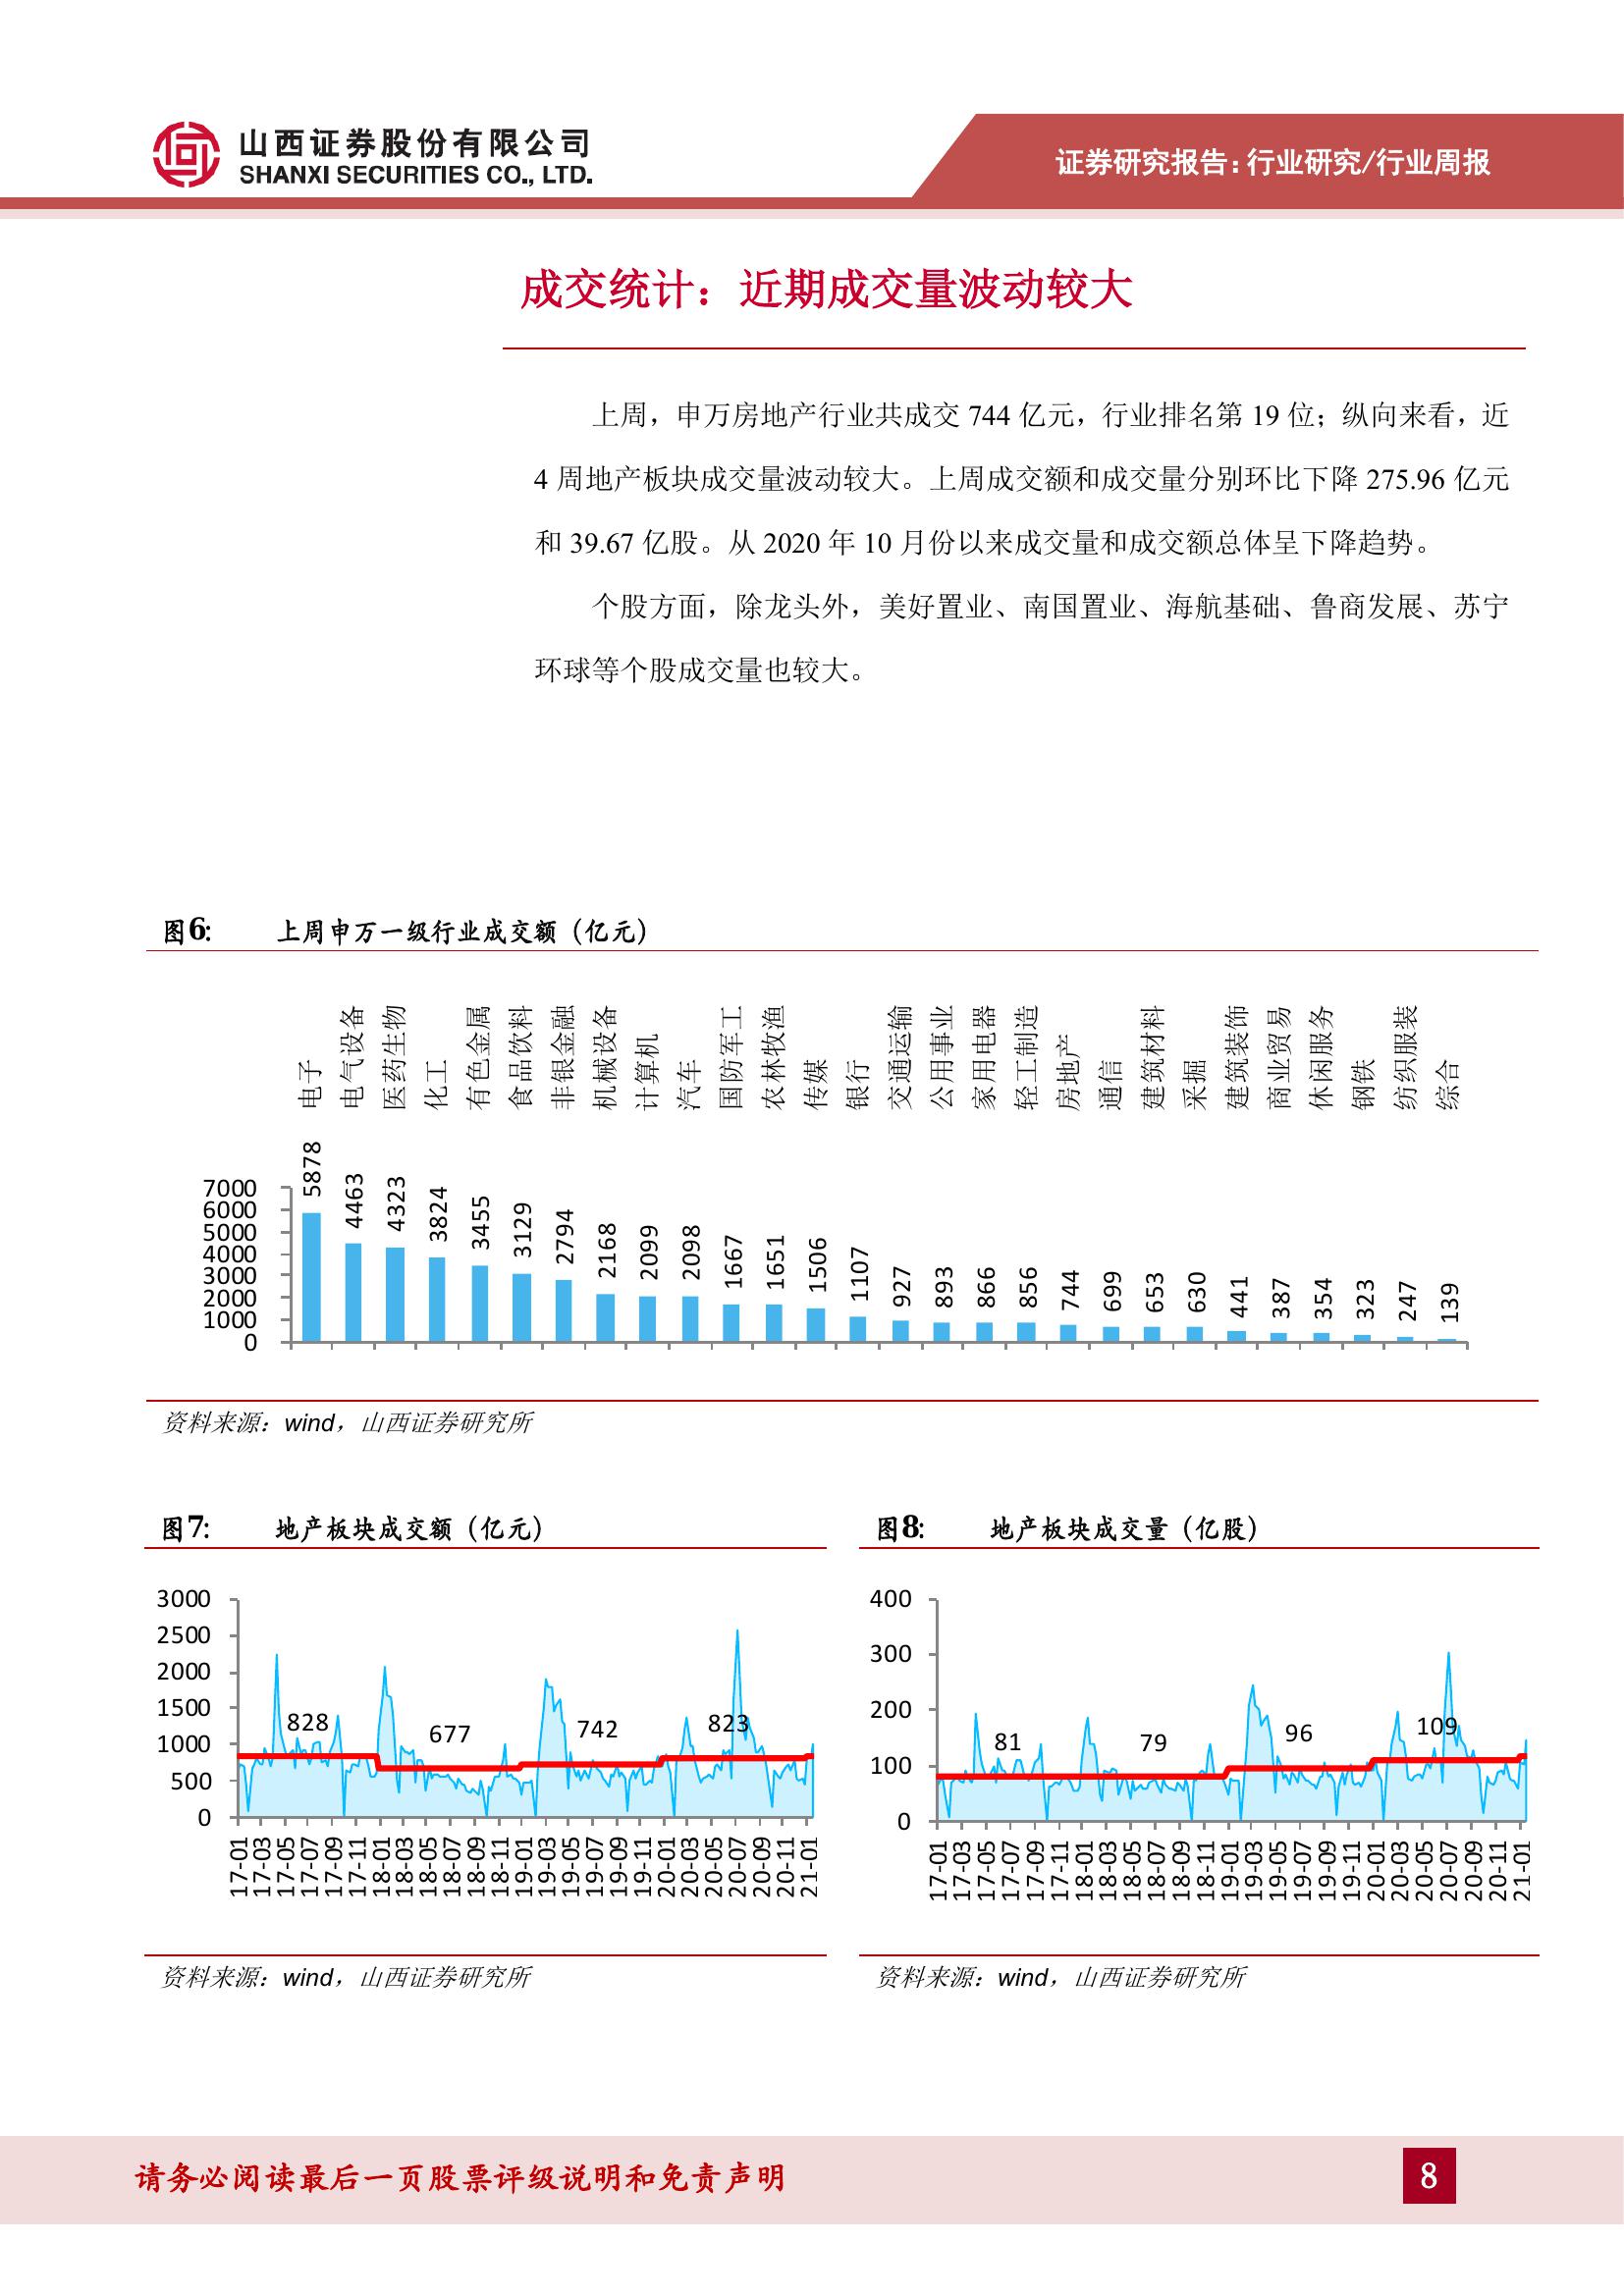 山西证券股份有限公司
SHANXI SECURITIES CO., LTD.
证券研究报告:行业研究/行业周报
成交统计：近期成交量波动较大
上周，申万房地产行业共成交 744 亿元，行业排名第 19 位；纵向来看，近
4 周地产板块成交量波动较大。上周成交额和成交量分别环比下降 275.96 亿元
和 39.67 亿股。从 2020 年 10 月份以来成交量和成交额总体呈下降趋势。
个股方面，除龙头外，美好置业、南国置业、海航基础、鲁商发展、苏宁
环球等个股成交量也较大。
图6: 上周申万一级行业成交额（亿元）
电子 电气设备 医药生物 化工 有色金属 食品饮料 非银金融 机械设备 计算机 汽车 国防军工 农林牧渔 传媒 银行 交通运输 公用事业 家用电器 轻工制造 房地产 通信 建筑材料 采掘 建筑装饰 商业贸易 休闲服务 钢铁 纺织服装 综合
5878 4463 4323 3824 3455 3129 2794 2168 2099 2098 1667 1651 1506 1107 927 893 866 856 744 699 653 630 441 387 354 323 247 139
7000
6000
5000
4000
3000
2000
1000
0
资料来源：wind，山西证券研究所
图7: 地产板块成交额（亿元）
3000
2500
2000
1500
1000
500
0
828 677 742 823
17-01 17-03 17-05 17-07 17-09 17-11 18-01 18-03 18-05 18-07 18-09 18-11 19-01 19-03 19-05 19-07 19-09 19-11 20-01 20-03 20-05 20-07 20-09 20-11 21-01
资料来源：wind，山西证券研究所
图8: 地产板块成交量（亿股）
400
300
200
100
0
81 79 96 109
17-01 17-03 17-05 17-07 17-09 17-11 18-01 18-03 18-05 18-07 18-09 18-11 19-01 19-03 19-05 19-07 19-09 19-11 20-01 20-03 20-05 20-07 20-09 20-11 21-01
资料来源：wind，山西证券研究所
请务必阅读最后一页股票评级说明和免责声明
8